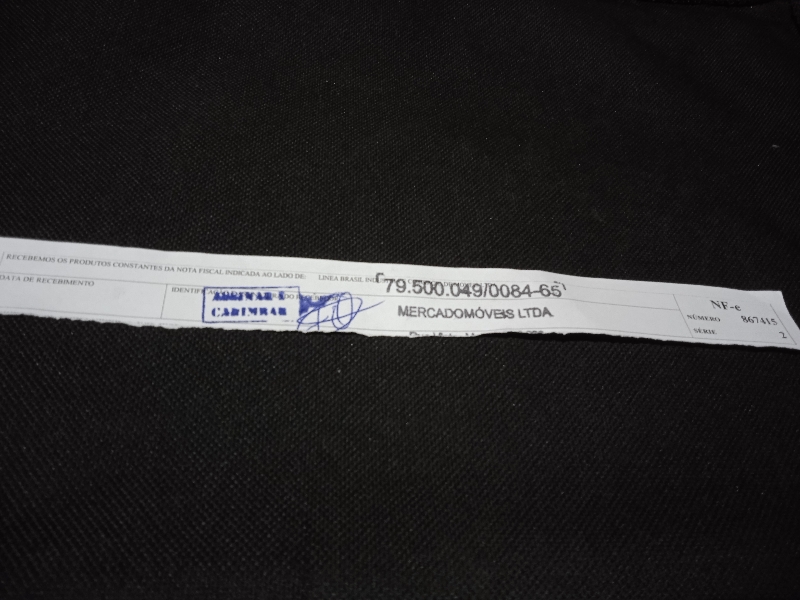 RECEBEMOS OS PRODUTOS CONSTANTES DA NOTA FISCAL INDICADA AO LADO DE: LINEA BRASIL
DATA DE RECEBIMENTO
ASSINAR E
CARIMBAR
79.500.049/0084-65
MERCADOMÓVEIS LTDA.
NF-e
NÚMERO 867415
SÉRIE 2